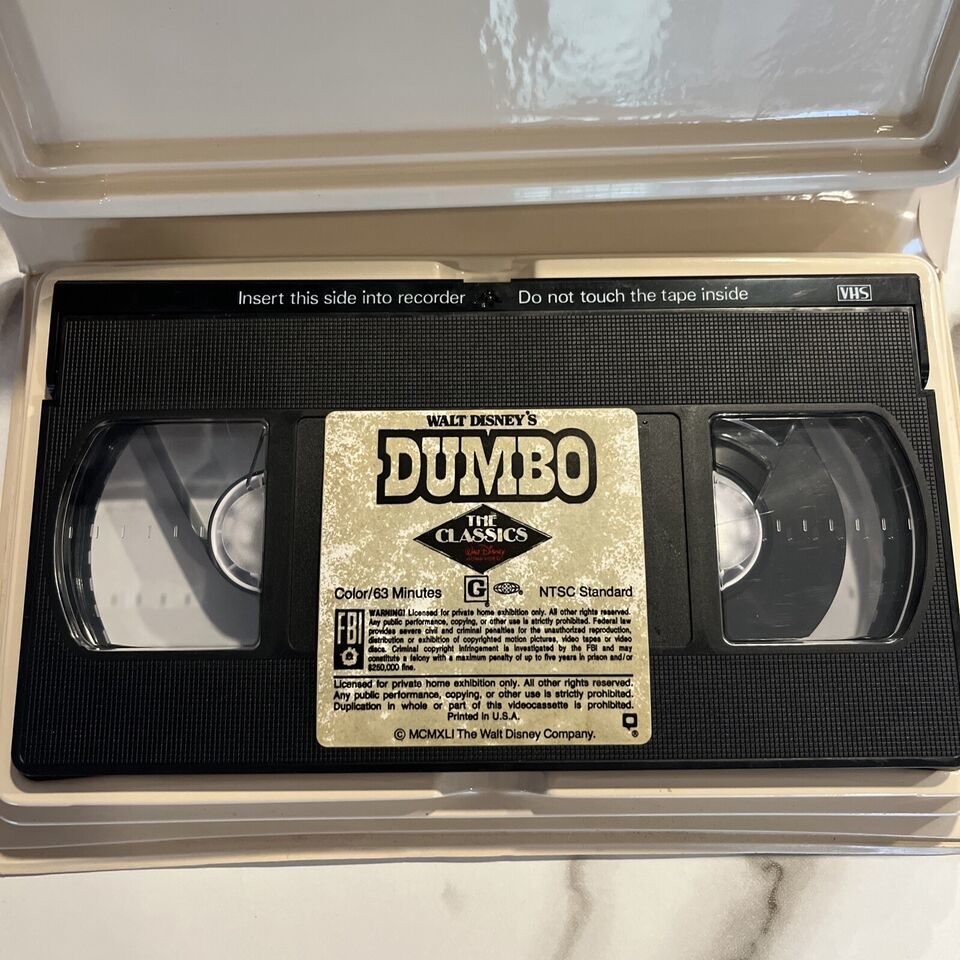 Insert this side into recorder Do not touch the tape inside VHS
WALT DISNEY'S
DUMBO
THE
CLASSICS
Walt Disney
HOME VIDEO
Color/63 Minutes G NTSC Standard
FBI
WARNING! Licensed for private home exhibition only. All other rights reserved.
Any public performance, copying, or other use is strictly prohibited. Federal law
provides severe civil and criminal penalties for the unauthorized reproduction,
distribution or exhibition of copyrighted motion pictures, video tapes or video
discs. Criminal copyright infringement is investigated by the FBI and may
constitute a felony with a maximum penalty of up to five years in prison and/or
$250,000 fine.
Licensed for private home exhibition only. All other rights reserved.
Any public performance, copying, or other use is strictly prohibited.
Duplication in whole or part of this videocassette is prohibited.
Printed in U.S.A.
© MCMXLI The Walt Disney Company. ®